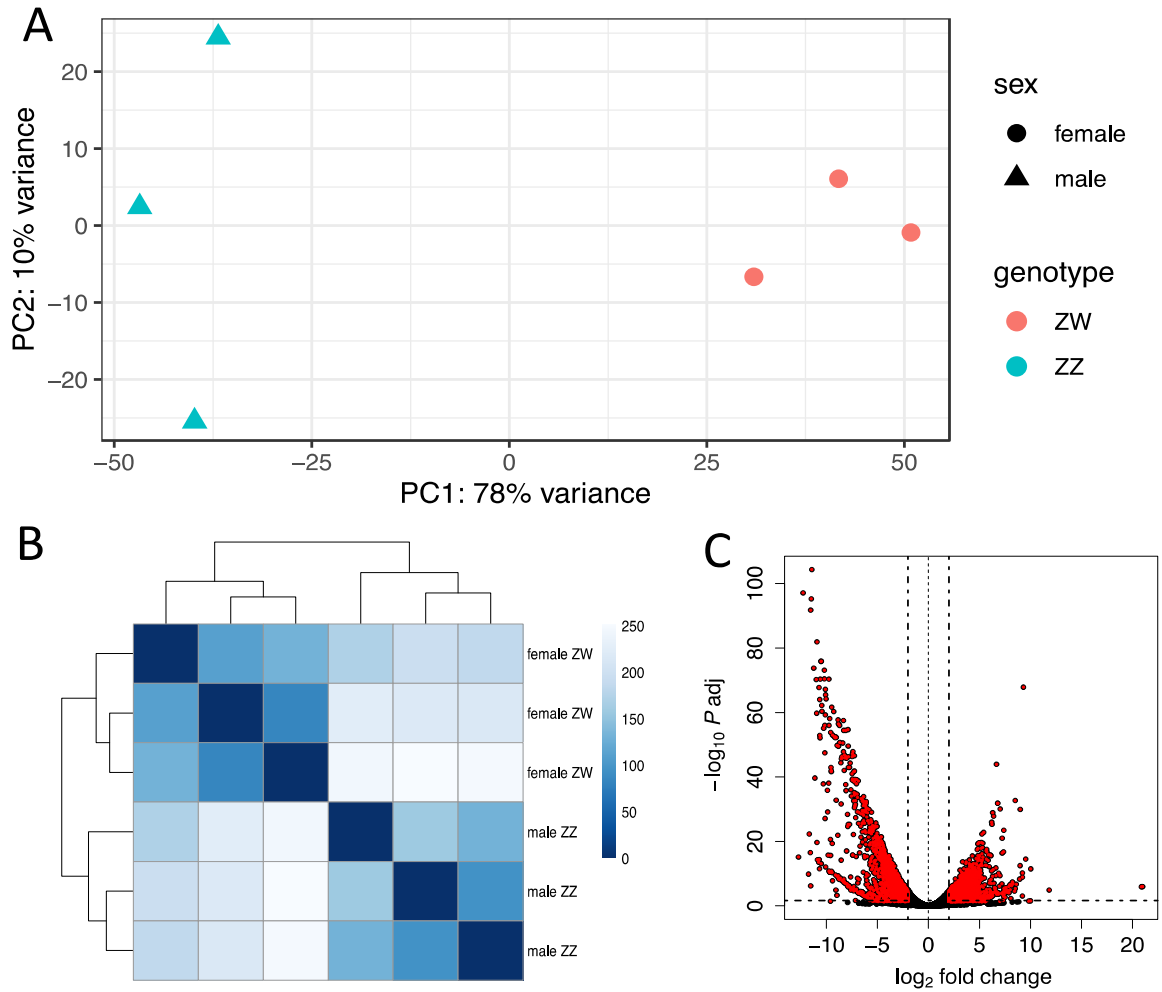 A
20
10
0
−10
−20
PC2: 10% variance
−50
−25
0
25
50
PC1: 78% variance
sex
female
male
genotype
ZW
ZZ
B
female ZW
female ZW
female ZW
male ZZ
male ZZ
male ZZ
250
200
150
100
50
0
C
100
80
60
40
20
0
−log10 P adj
−10
−5
0
5
10
15
20
log2 fold change